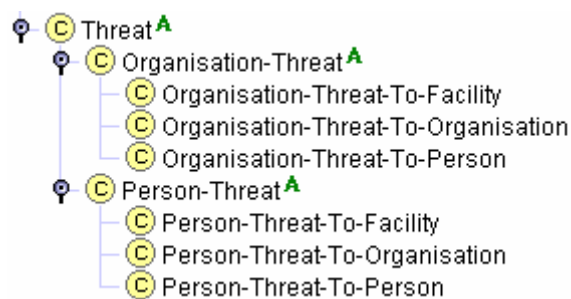 C Threat A
C Organisation-Threat A
C Organisation-Threat-To-Facility
C Organisation-Threat-To-Organisation
C Organisation-Threat-To-Person
C Person-Threat A
C Person-Threat-To-Facility
C Person-Threat-To-Organisation
C Person-Threat-To-Person